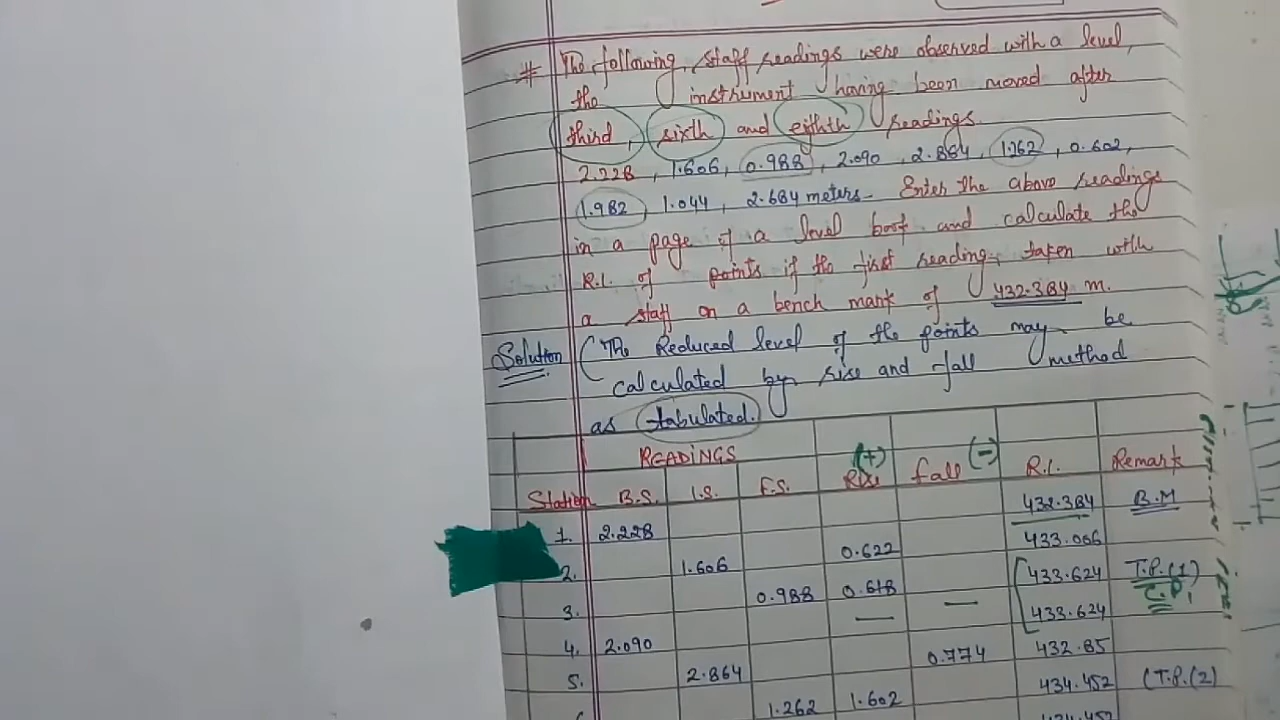 # The following, staff readings were observed with a level,
the instrument having been moved after
third, sixth and eighth readings.
2.228, 1.606, 0.988, 2.090, 2.864, 1.262, 0.602,
1.982, 1.044, 2.684 meters. Enter the above readings
in a page of a level book and calculate the
R.L. of points if the first reading, taken with
a staff on a bench mark of 432.384 m.
Solution (The Reduced level of the points may be
calculated by rise and fall method
as tabulated.
READINGS (+) (-)
Station B.S. I.S. F.S. Rise fall R.L. Remark
1. 2.228 432.384 B.M
2. 1.606 0.622 433.006
3. 0.988 0.618 — 433.624 T.P.(1)
C.P.
4. 2.090 — 433.624
5. 2.864 0.774 432.85
1.262 1.602 434.452 (T.P.(2)